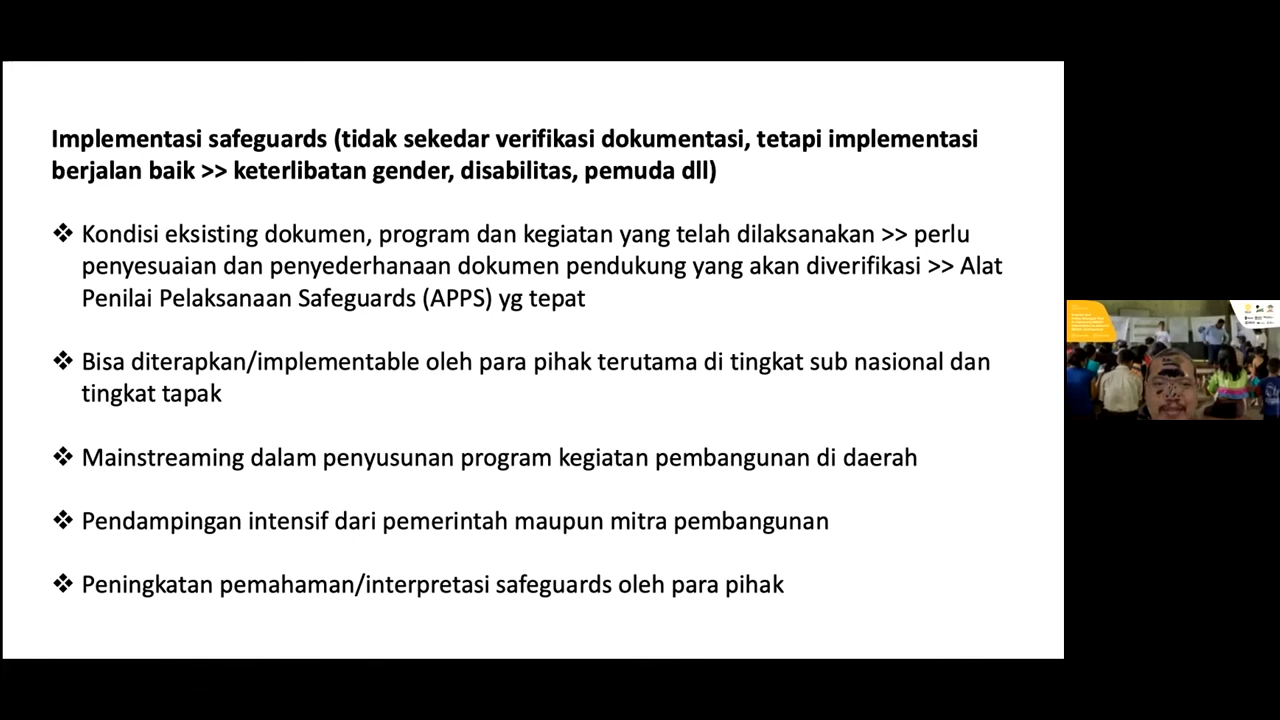 Implementasi safeguards (tidak sekedar verifikasi dokumentasi, tetapi implementasi
berjalan baik >> keterlibatan gender, disabilitas, pemuda dll)
❖ Kondisi eksisting dokumen, program dan kegiatan yang telah dilaksanakan >> perlu
penyesuaian dan penyederhanaan dokumen pendukung yang akan diverifikasi >> Alat
Penilai Pelaksanaan Safeguards (APPS) yg tepat
❖ Bisa diterapkan/implementable oleh para pihak terutama di tingkat sub nasional dan
tingkat tapak
❖ Mainstreaming dalam penyusunan program kegiatan pembangunan di daerah
❖ Pendampingan intensif dari pemerintah maupun mitra pembangunan
❖ Peningkatan pemahaman/interpretasi safeguards oleh para pihak